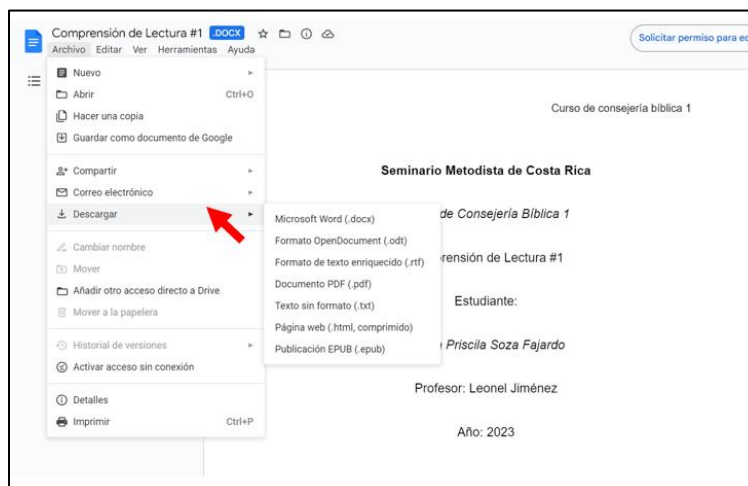 Comprensión de Lectura #1 .DOCX
Archivo Editar Ver Herramientas Ayuda
Solicitar permiso para
Nuevo
Abrir Ctrl+O
Hacer una copia
Guardar como documento de Google
Compartir
Correo electrónico
Descargar
Cambiar nombre
Mover
Añadir otro acceso directo a Drive
Mover a la papelera
Historial de versiones
Activar acceso sin conexión
Detalles
Imprimir Ctrl+P
Microsoft Word (.docx)
Formato OpenDocument (.odt)
Formato de texto enriquecido (.rtf)
Documento PDF (.pdf)
Texto sin formato (.txt)
Página web (.html, comprimido)
Publicación EPUB (.epub)
Curso de consejería bíblica 1
Seminario Metodista de Costa Rica
de Consejería Bíblica 1
rensión de Lectura #1
Estudiante:
Priscila Soza Fajardo
Profesor: Leonel Jiménez
Año: 2023